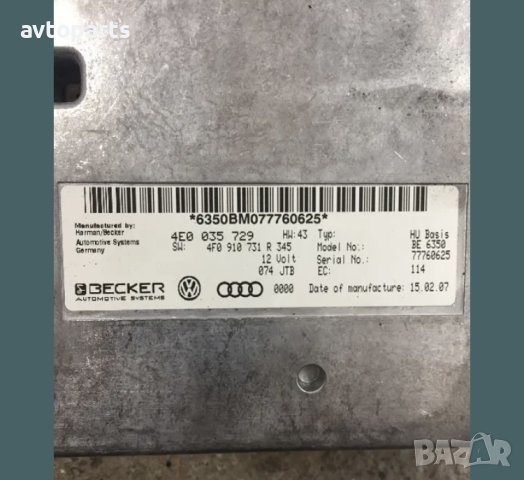 avtoparts
*6350BM077760625*
Manufactured by:
Harman/Becker
Automotive Systems
Germany
4E0 035 729 HW:43 Typ: HU Basis
SW: 4F0 910 731 R 345 Model No.: BE 6350
12 Volt Serial No.: 77760625
074 JTB EC: 114
BECKER
AUTOMOTIVE SYSTEMS
0000 Date of manufacture: 15.02.07
BAZAR